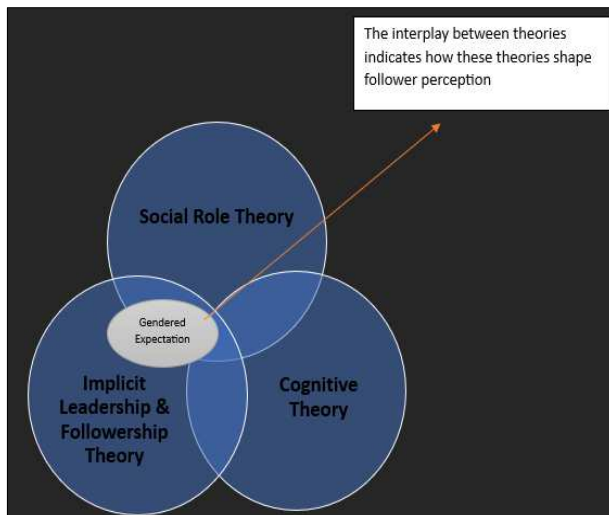 The interplay between theories
indicates how these theories shape
follower perception
Social Role Theory
Gendered
Expectation
Implicit
Leadership &
Followership
Theory
Cognitive
Theory